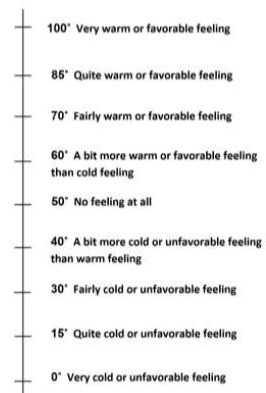 100° Very warm or favorable feeling
85° Quite warm or favorable feeling
70° Fairly warm or favorable feeling
60° A bit more warm or favorable feeling
than cold feeling
50° No feeling at all
40° A bit more cold or unfavorable feeling
than warm feeling
30° Fairly cold or unfavorable feeling
15° Quite cold or unfavorable feeling
0° Very cold or unfavorable feeling